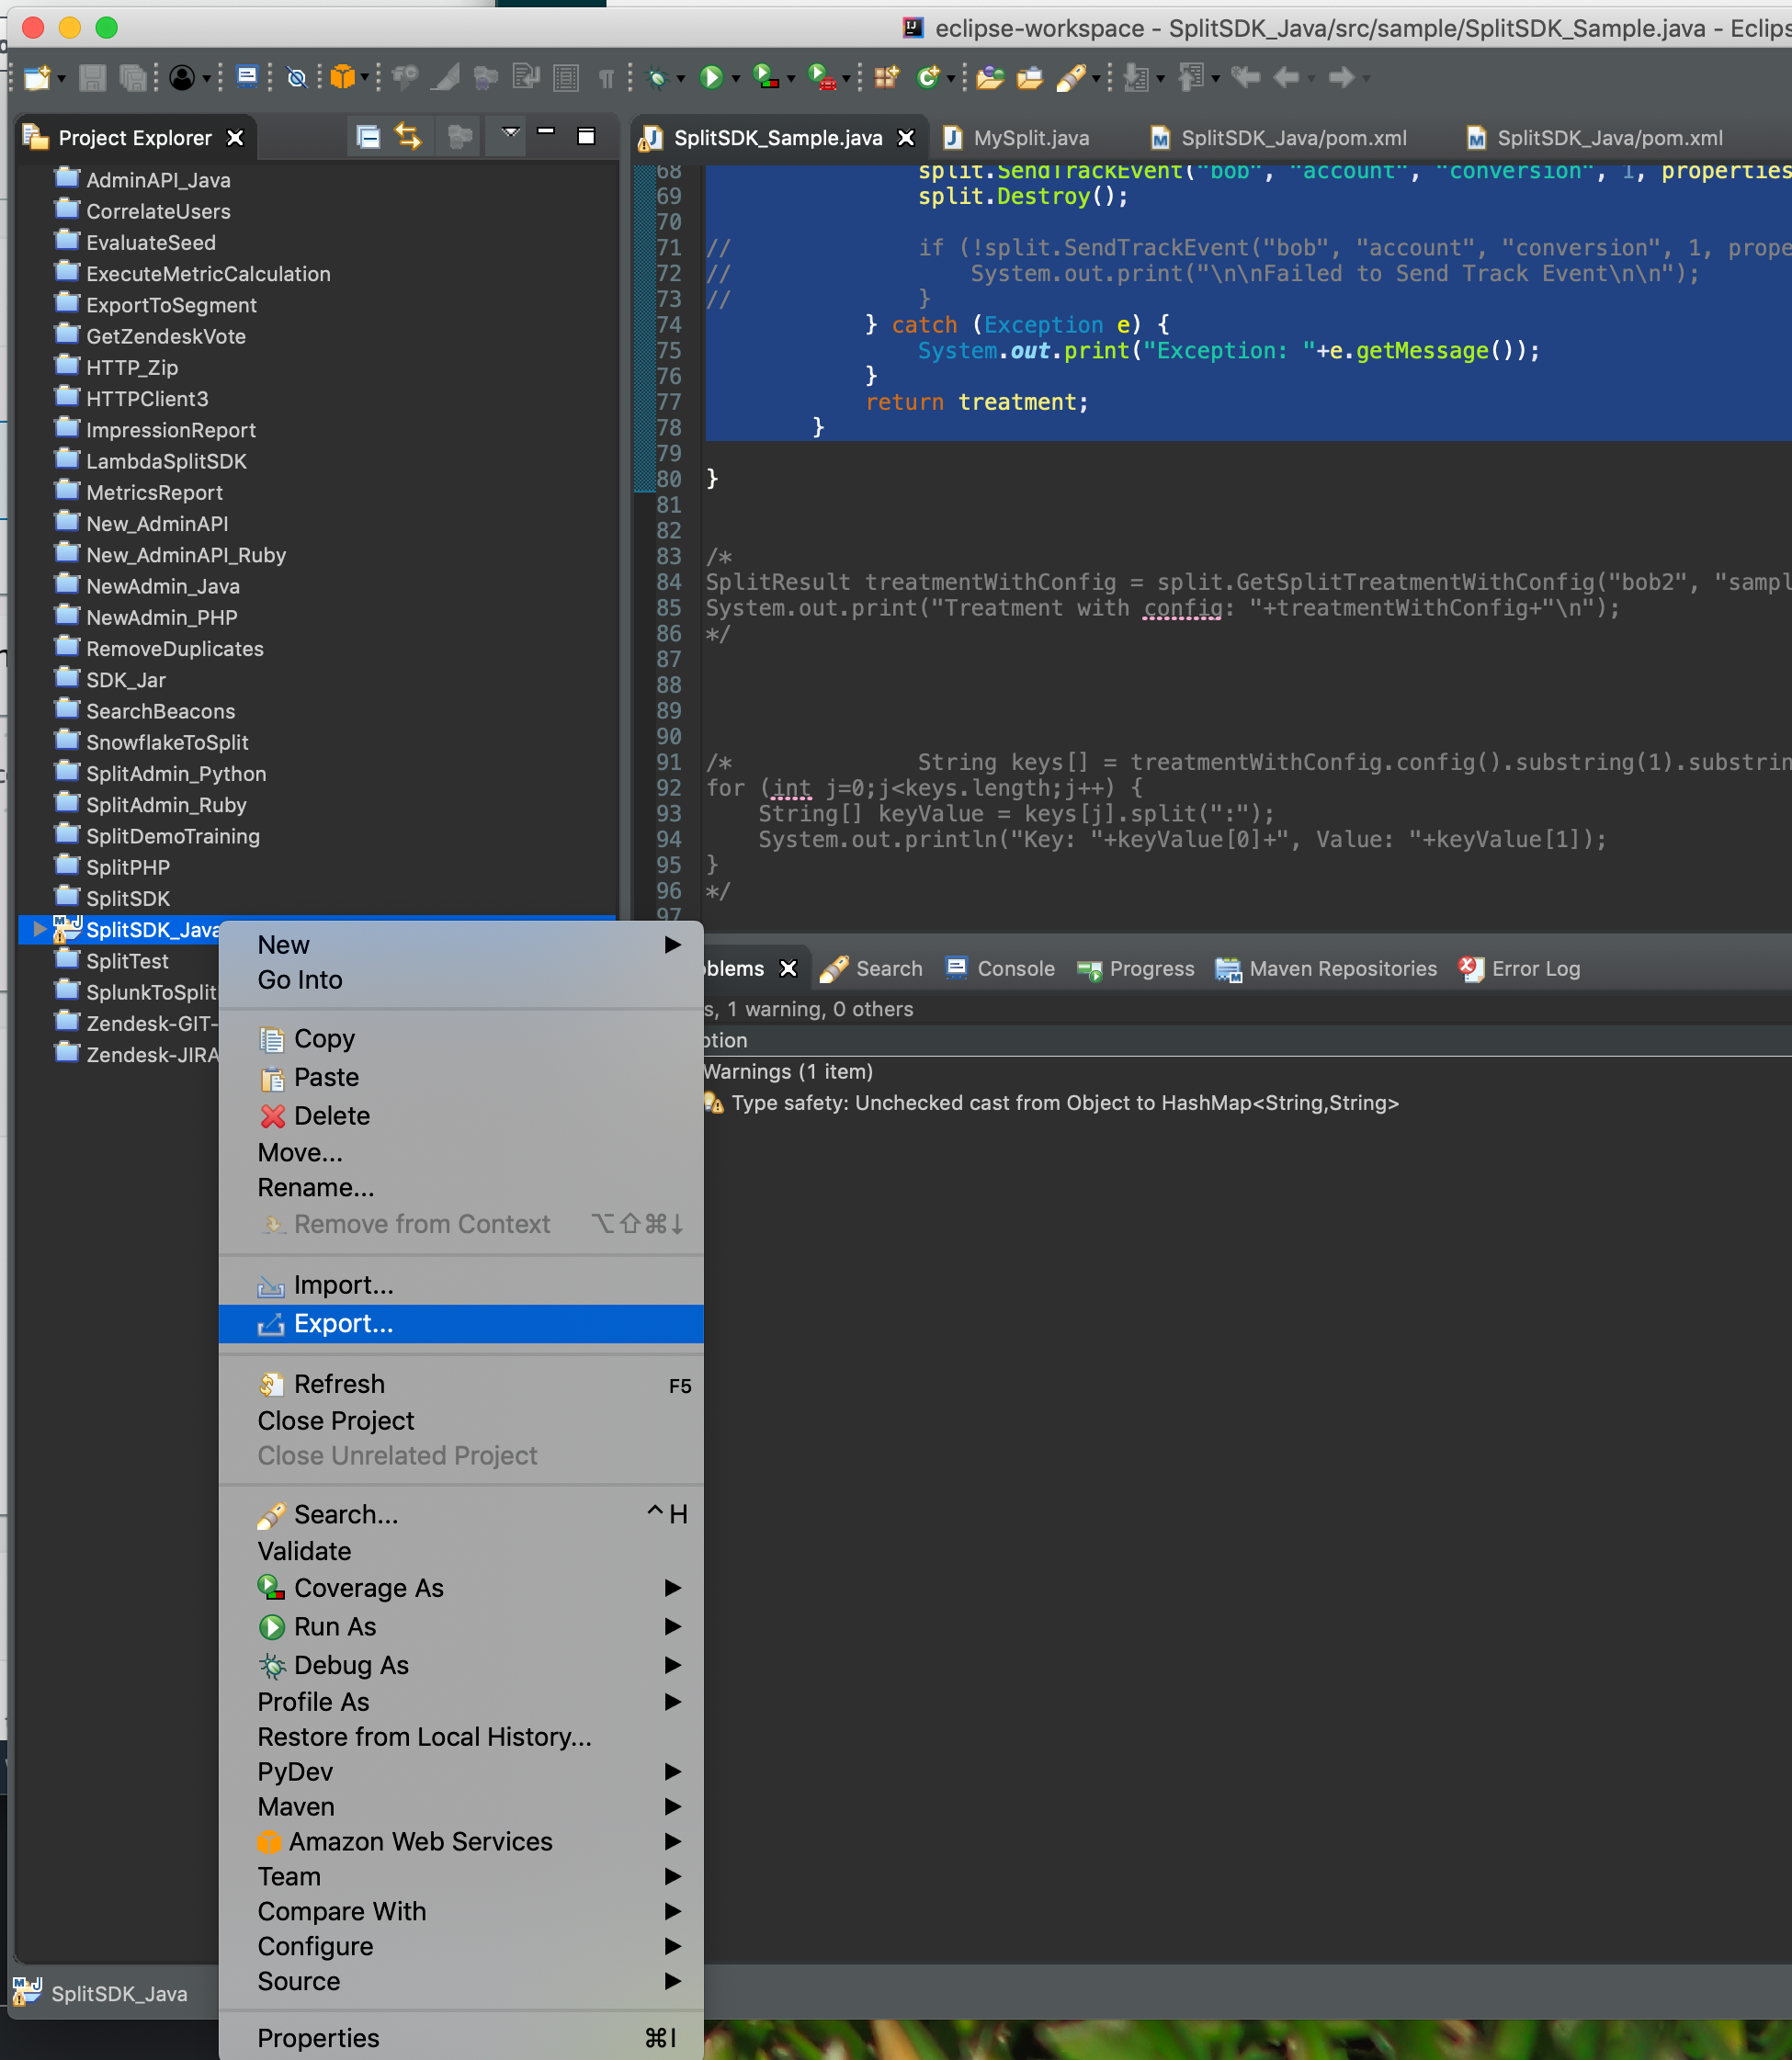 eclipse-workspace - SplitSDK_Java/src/sample/SplitSDK_Sample.java - Eclips
Project Explorer
SplitSDK_Sample.java
MySplit.java
SplitSDK_Java/pom.xml
SplitSDK_Java/pom.xml
AdminAPI_Java
CorrelateUsers
EvaluateSeed
ExecuteMetricCalculation
ExportToSegment
GetZendeskVote
HTTP_Zip
HTTPClient3
ImpressionReport
LambdaSplitSDK
MetricsReport
New_AdminAPI
New_AdminAPI_Ruby
NewAdmin_Java
NewAdmin_PHP
RemoveDuplicates
SDK_Jar
SearchBeacons
SnowflakeToSplit
SplitAdmin_Python
SplitAdmin_Ruby
SplitDemoTraining
SplitPHP
SplitSDK
SplitSDK_Java
SplitTest
SplunkToSplit
Zendesk-GIT-
Zendesk-JIRA
68 split.SendTrackEvent("bob", "account", "conversion", 1, properties
69 split.Destroy();
70
71 // if (!split.SendTrackEvent("bob", "account", "conversion", 1, prope
72 // System.out.print("\n\nFailed to Send Track Event\n\n");
73 // }
74 } catch (Exception e) {
75 System.out.print("Exception: "+e.getMessage());
76 }
77 return treatment;
78 }
79
80 }
81
82
83 /*
84 SplitResult treatmentWithConfig = split.GetSplitTreatmentWithConfig("bob2", "sampl
85 System.out.print("Treatment with config: "+treatmentWithConfig+"\n");
86 */
87
88
89
90
91 /* String keys[] = treatmentWithConfig.config().substring(1).substrin
92 for (int j=0;j<keys.length;j++) {
93 String[] keyValue = keys[j].split(":");
94 System.out.println("Key: "+keyValue[0]+", Value: "+keyValue[1]);
95 }
96 */
97
New
Go Into
Copy
Paste
Delete
Move...
Rename...
Remove from Context ⌥⇧⌘↓
Import...
Export...
Refresh F5
Close Project
Close Unrelated Project
Search... ^H
Validate
Coverage As
Run As
Debug As
Profile As
Restore from Local History...
PyDev
Maven
Amazon Web Services
Team
Compare With
Configure
Source
Properties ⌘I
oblems
Search
Console
Progress
Maven Repositories
Error Log
s, 1 warning, 0 others
ption
Warnings (1 item)
Type safety: Unchecked cast from Object to HashMap<String,String>
SplitSDK_Java